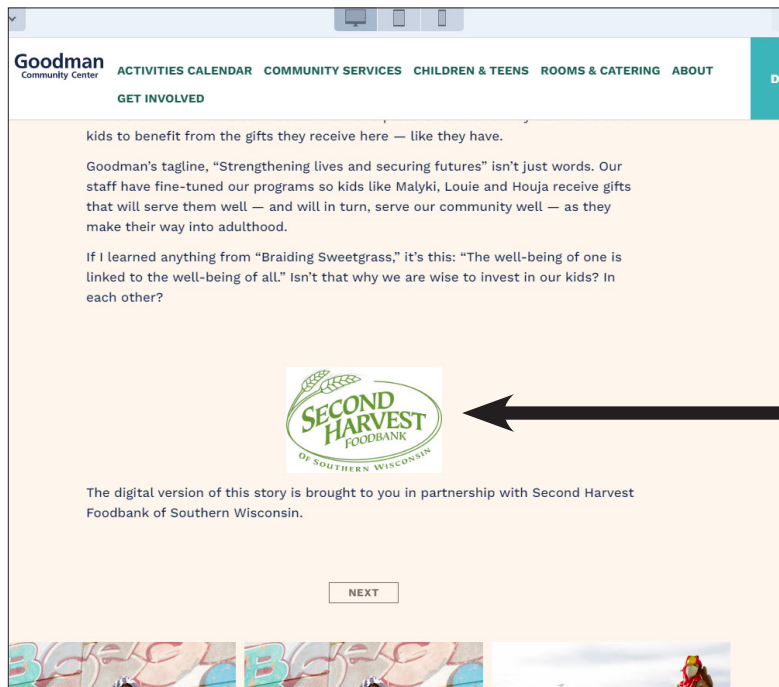 Goodman
Community Center
ACTIVITIES CALENDAR COMMUNITY SERVICES CHILDREN & TEENS ROOMS & CATERING ABOUT
D
GET INVOLVED
kids to benefit from the gifts they receive here — like they have.
Goodman’s tagline, “Strengthening lives and securing futures” isn’t just words. Our
staff have fine-tuned our programs so kids like Malyki, Louie and Houja receive gifts
that will serve them well — and will in turn, serve our community well — as they
make their way into adulthood.
If I learned anything from “Braiding Sweetgrass,” it’s this: “The well-being of one is
linked to the well-being of all.” Isn’t that why we are wise to invest in our kids? In
each other?
SECOND
HARVEST
FOODBANK
OF SOUTHERN WISCONSIN
The digital version of this story is brought to you in partnership with Second Harvest
Foodbank of Southern Wisconsin.
NEXT